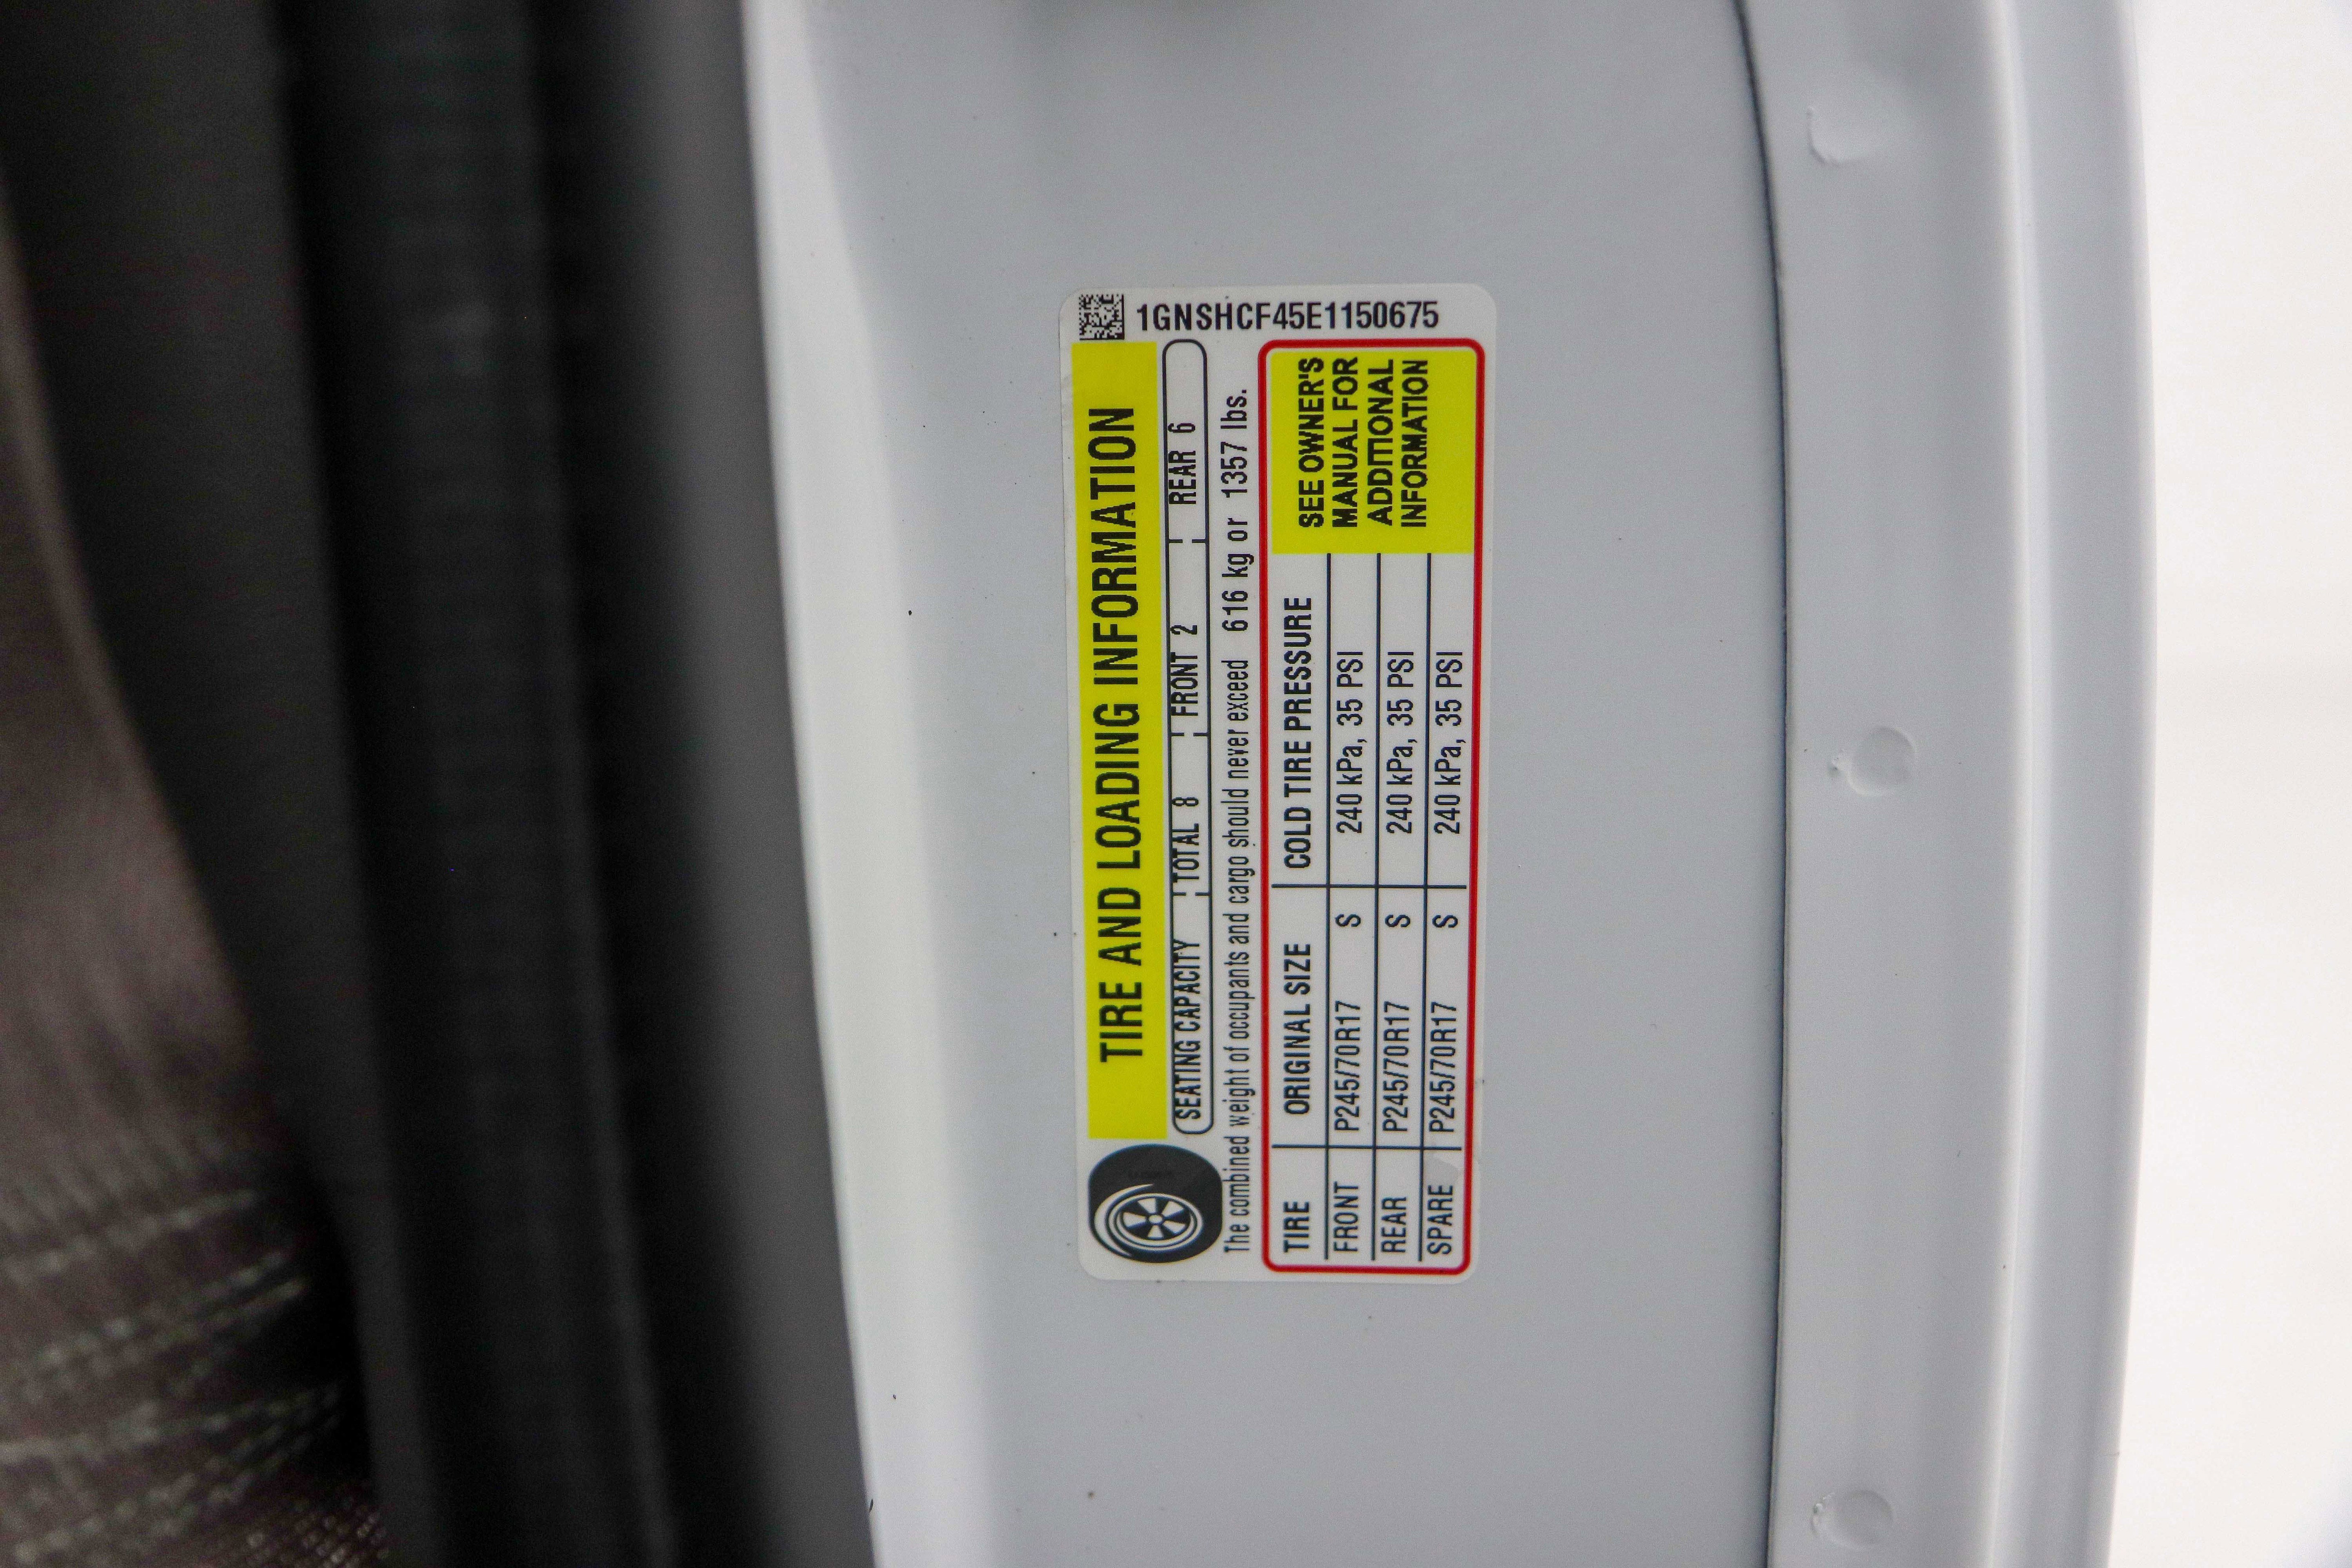 1GNSHCF45E1150675
TIRE AND LOADING INFORMATION
SEATING CAPACITY TOTAL 8 FRONT 2 REAR 6
The combined weight of occupants and cargo should never exceed 616 kg or 1357 lbs.
TIRE ORIGINAL SIZE COLD TIRE PRESSURE
FRONT P245/70R17 S 240 kPa, 35 PSI
REAR P245/70R17 S 240 kPa, 35 PSI
SPARE P245/70R17 S 240 kPa, 35 PSI
SEE OWNER'S
MANUAL FOR
ADDITIONAL
INFORMATION